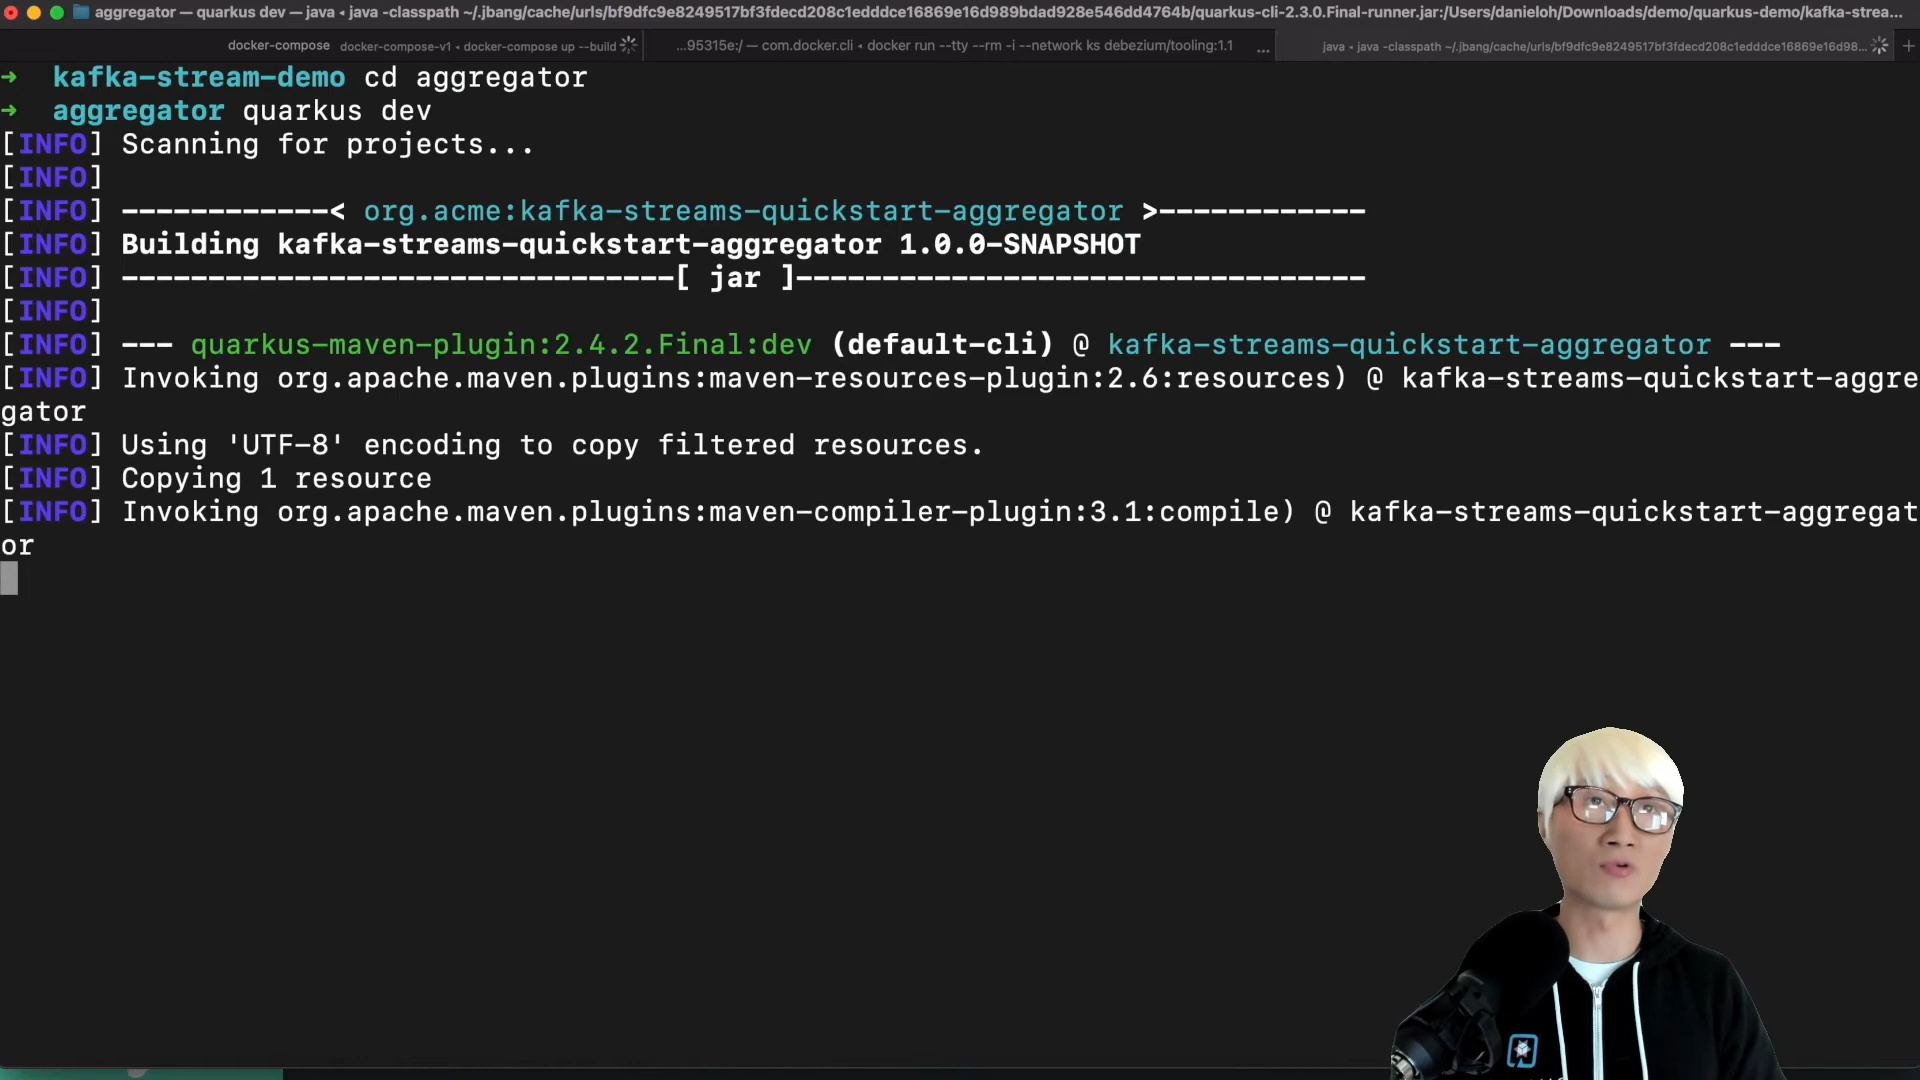 aggregator — quarkus dev — java ◂ java -classpath ~/.jbang/cache/urls/bf9dfc9e8249517bf3fdecd208c1edddce16869e16d989bdad928e546dd4764b/quarkus-cli-2.3.0.Final-runner.jar:/Users/danieloh/Downloads/demo/quarkus-demo/kafka-strea...
docker-compose docker-compose-v1 ◂ docker-compose up --build ...95315e:/ — com.docker.cli ◂ docker run --tty --rm -i --network ks debezium/tooling:1.1 ... java ◂ java -classpath ~/.jbang/cache/urls/bf9dfc9e8249517bf3fdecd208c1edddce16869e16d98... +
➜ kafka-stream-demo cd aggregator
➜ aggregator quarkus dev
[INFO] Scanning for projects...
[INFO]
[INFO] ------------< org.acme:kafka-streams-quickstart-aggregator >------------
[INFO] Building kafka-streams-quickstart-aggregator 1.0.0-SNAPSHOT
[INFO] --------------------------------[ jar ]---------------------------------
[INFO]
[INFO] --- quarkus-maven-plugin:2.4.2.Final:dev (default-cli) @ kafka-streams-quickstart-aggregator ---
[INFO] Invoking org.apache.maven.plugins:maven-resources-plugin:2.6:resources) @ kafka-streams-quickstart-aggre
gator
[INFO] Using 'UTF-8' encoding to copy filtered resources.
[INFO] Copying 1 resource
[INFO] Invoking org.apache.maven.plugins:maven-compiler-plugin:3.1:compile) @ kafka-streams-quickstart-aggregat
or